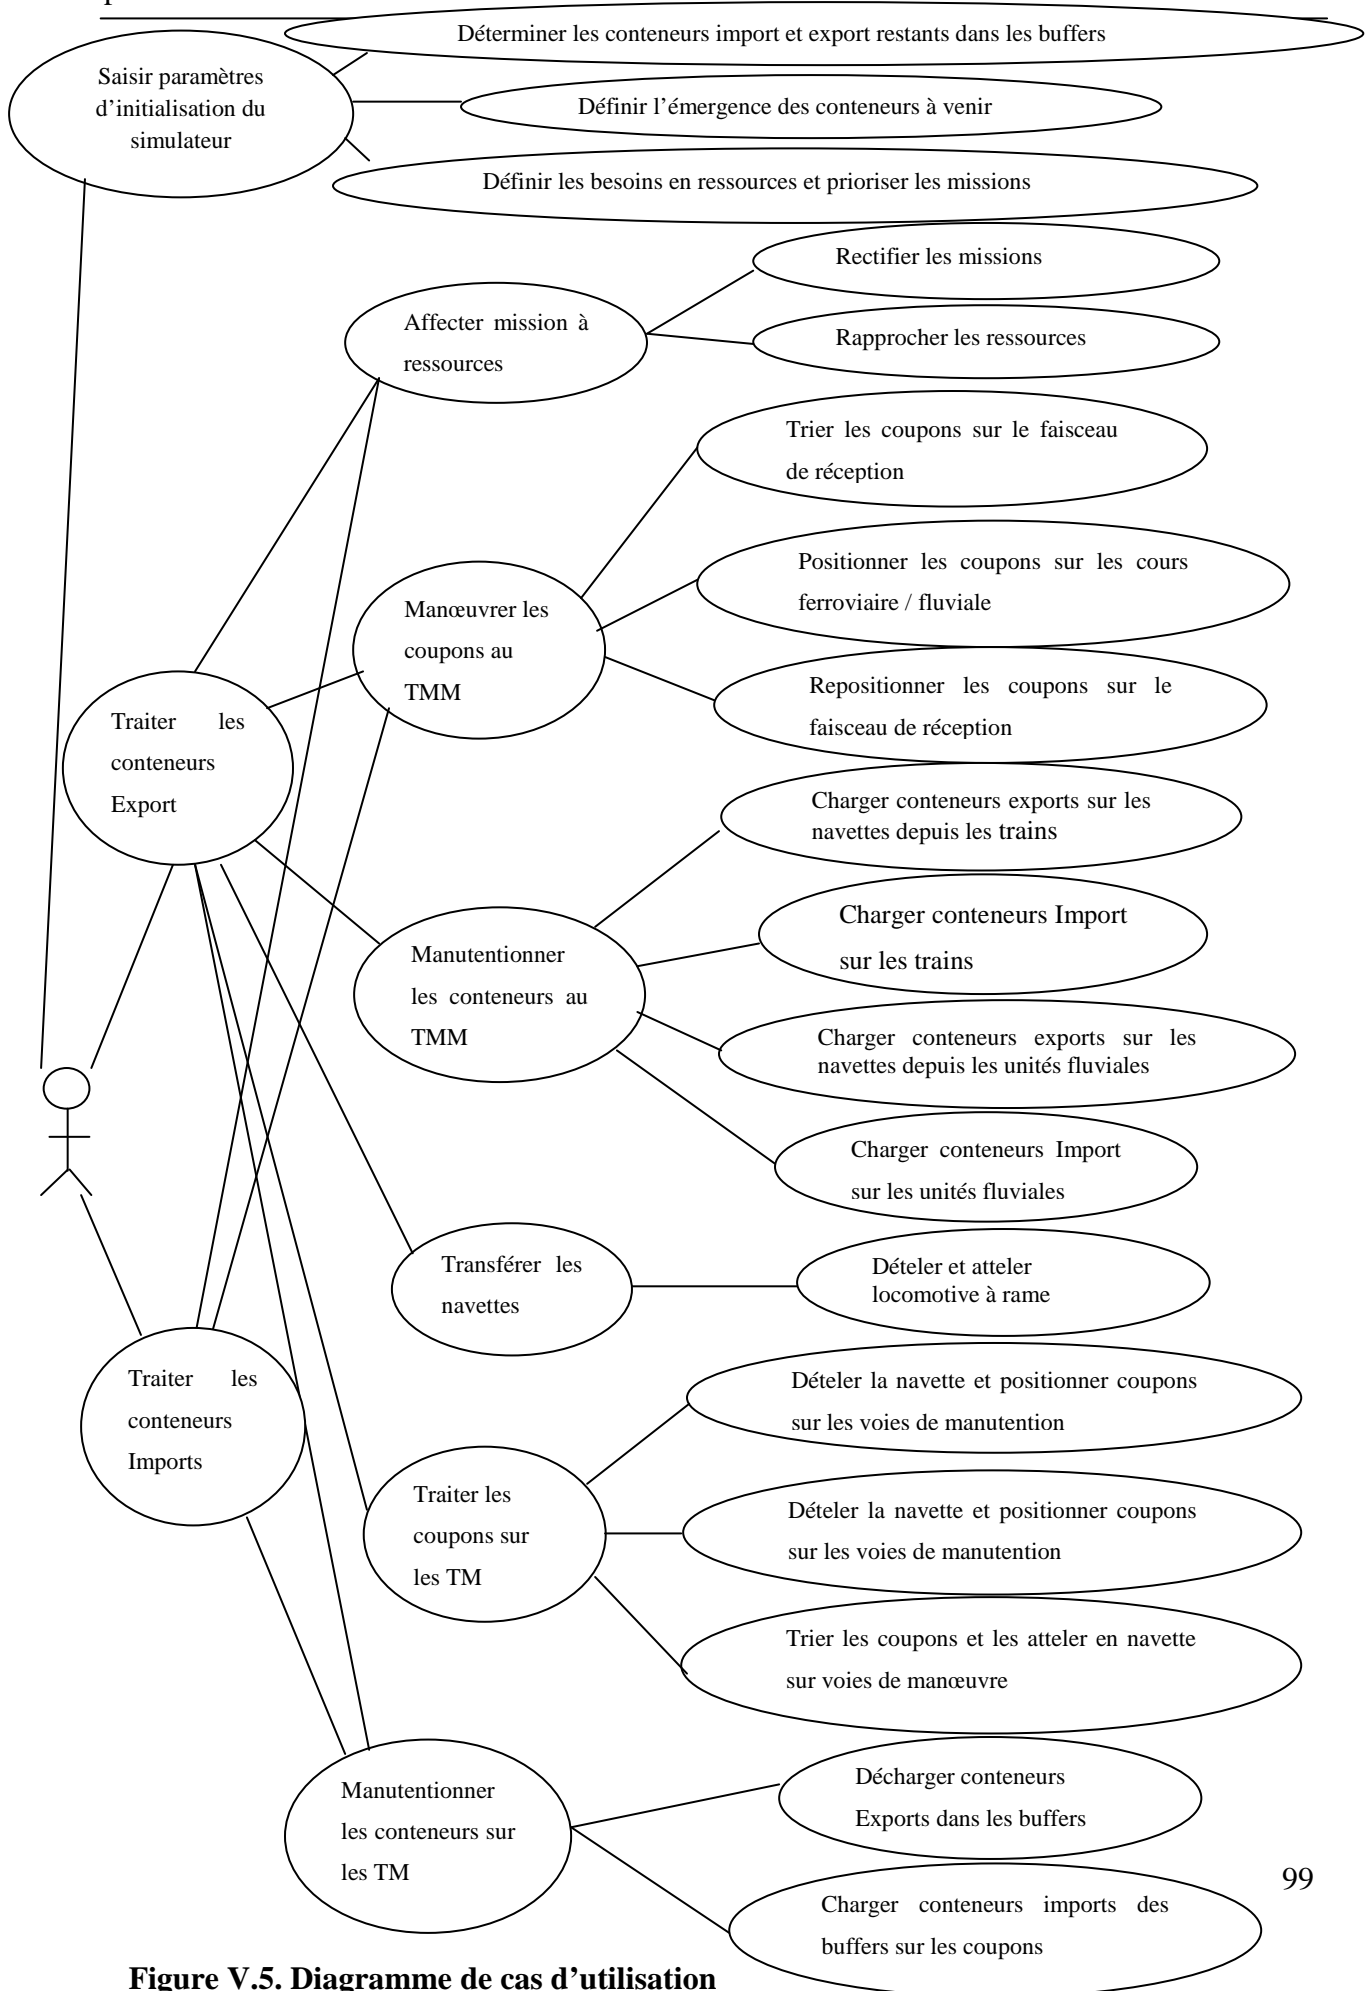 Déterminer les conteneurs import et export restants dans les buffers
Saisir paramètres
d’initialisation du
simulateur
Définir l’émergence des conteneurs à venir
Définir les besoins en ressources et prioriser les missions
Rectifier les missions
Affecter mission à
ressources
Rapprocher les ressources
Trier les coupons sur le faisceau
de réception
Positionner les coupons sur les cours
ferroviaire / fluviale
Manœuvrer les
coupons au
TMM
Repositionner les coupons sur le
faisceau de réception
Traiter les
conteneurs
Export
Charger conteneurs exports sur les
navettes depuis les trains
Charger conteneurs Import
sur les trains
Manutentionner
les conteneurs au
TMM
Charger conteneurs exports sur les
navettes depuis les unités fluviales
Charger conteneurs Import
sur les unités fluviales
Transférer les
navettes
Dételer et atteler
locomotive à rame
Traiter les
conteneurs
Imports
Dételer la navette et positionner coupons
sur les voies de manutention
Traiter les
coupons sur
les TM
Dételer la navette et positionner coupons
sur les voies de manutention
Trier les coupons et les atteler en navette
sur voies de manœuvre
Manutentionner
les conteneurs sur
les TM
Décharger conteneurs
Exports dans les buffers
99
Charger conteneurs imports des
buffers sur les coupons
Figure V.5. Diagramme de cas d’utilisation